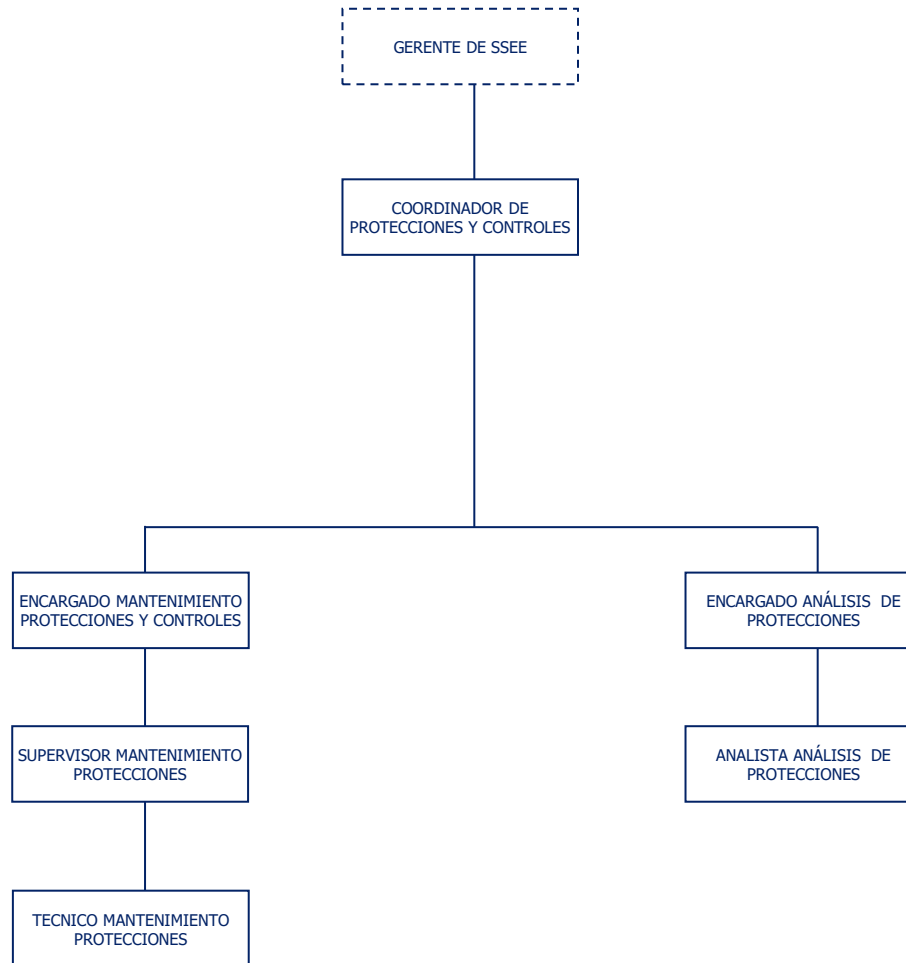 GERENTE DE SSEE
COORDINADOR DE
PROTECCIONES Y CONTROLES
ENCARGADO MANTENIMIENTO
PROTECCIONES Y CONTROLES
ENCARGADO ANÁLISIS  DE
PROTECCIONES
SUPERVISOR MANTENIMIENTO
PROTECCIONES
ANALISTA ANÁLISIS  DE
PROTECCIONES
TECNICO MANTENIMIENTO
PROTECCIONES